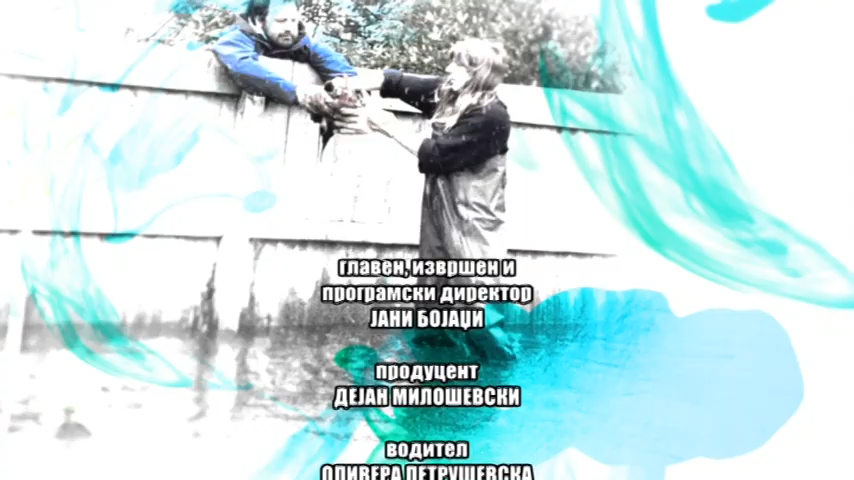 главен, извршен и
програмски директор
ЈАНИ БОЈАЏИ
продуцент
ДЕЈАН МИЛОШЕВСКИ
водител
ОЛИВЕРА ПЕТРУШЕВСКА